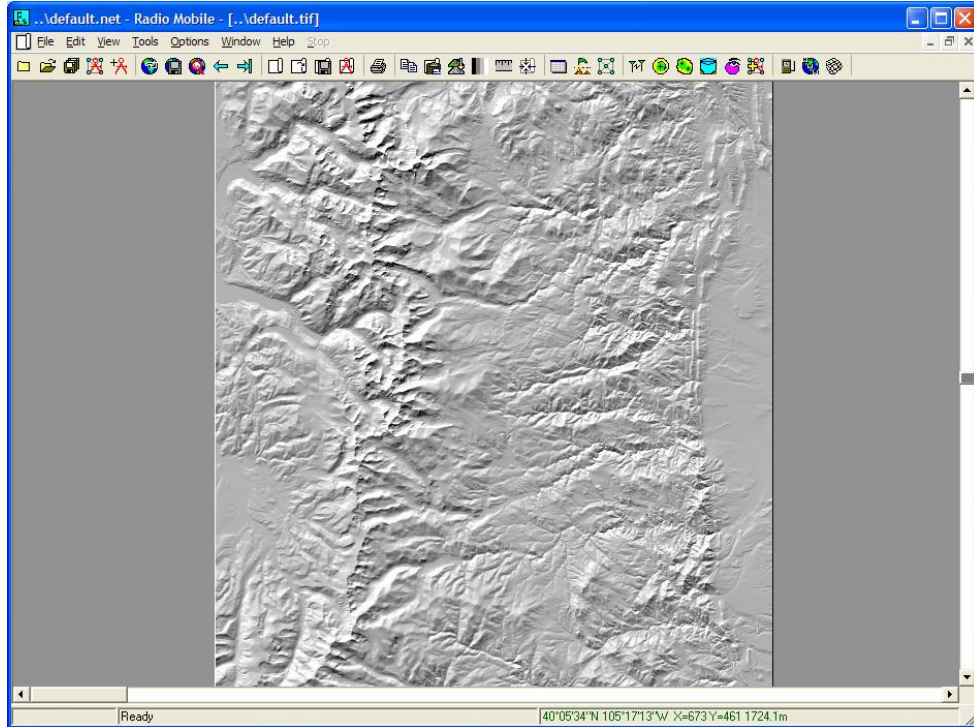 ..\default.net - Radio Mobile - [..\default.tif]
File Edit View Tools Options Window Help Stop
Ready
40°05'34''N 105°17'13''W X=673 Y=461 1724.1m